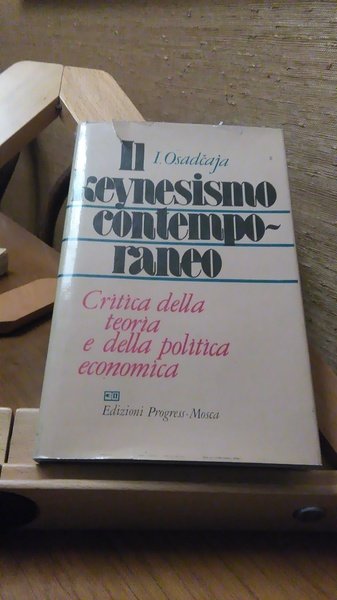 Il I. Osadčaja
keynesismo
contempo-
raneo
Critica della
teoria
e della politica
economica
Edizioni Progress-Mosca